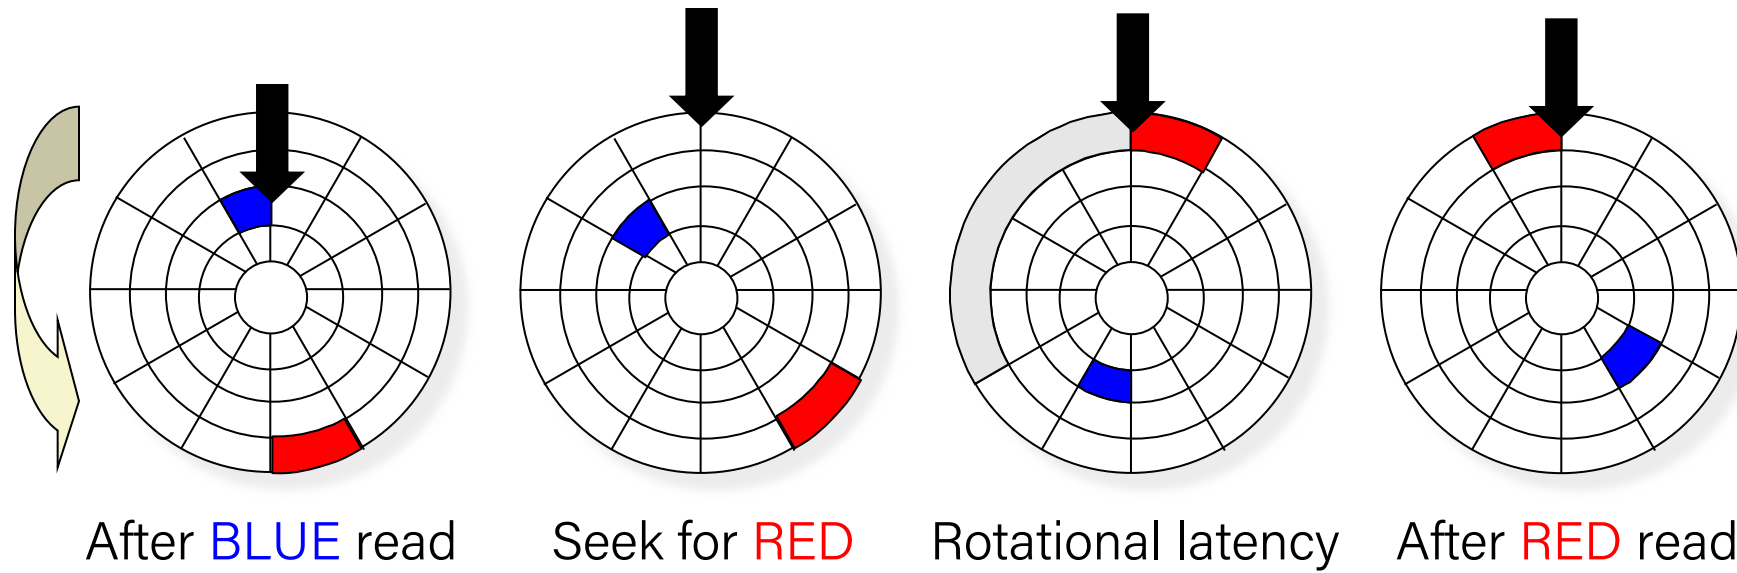 After BLUE read
Seek for RED
Rotational latency
After RED read